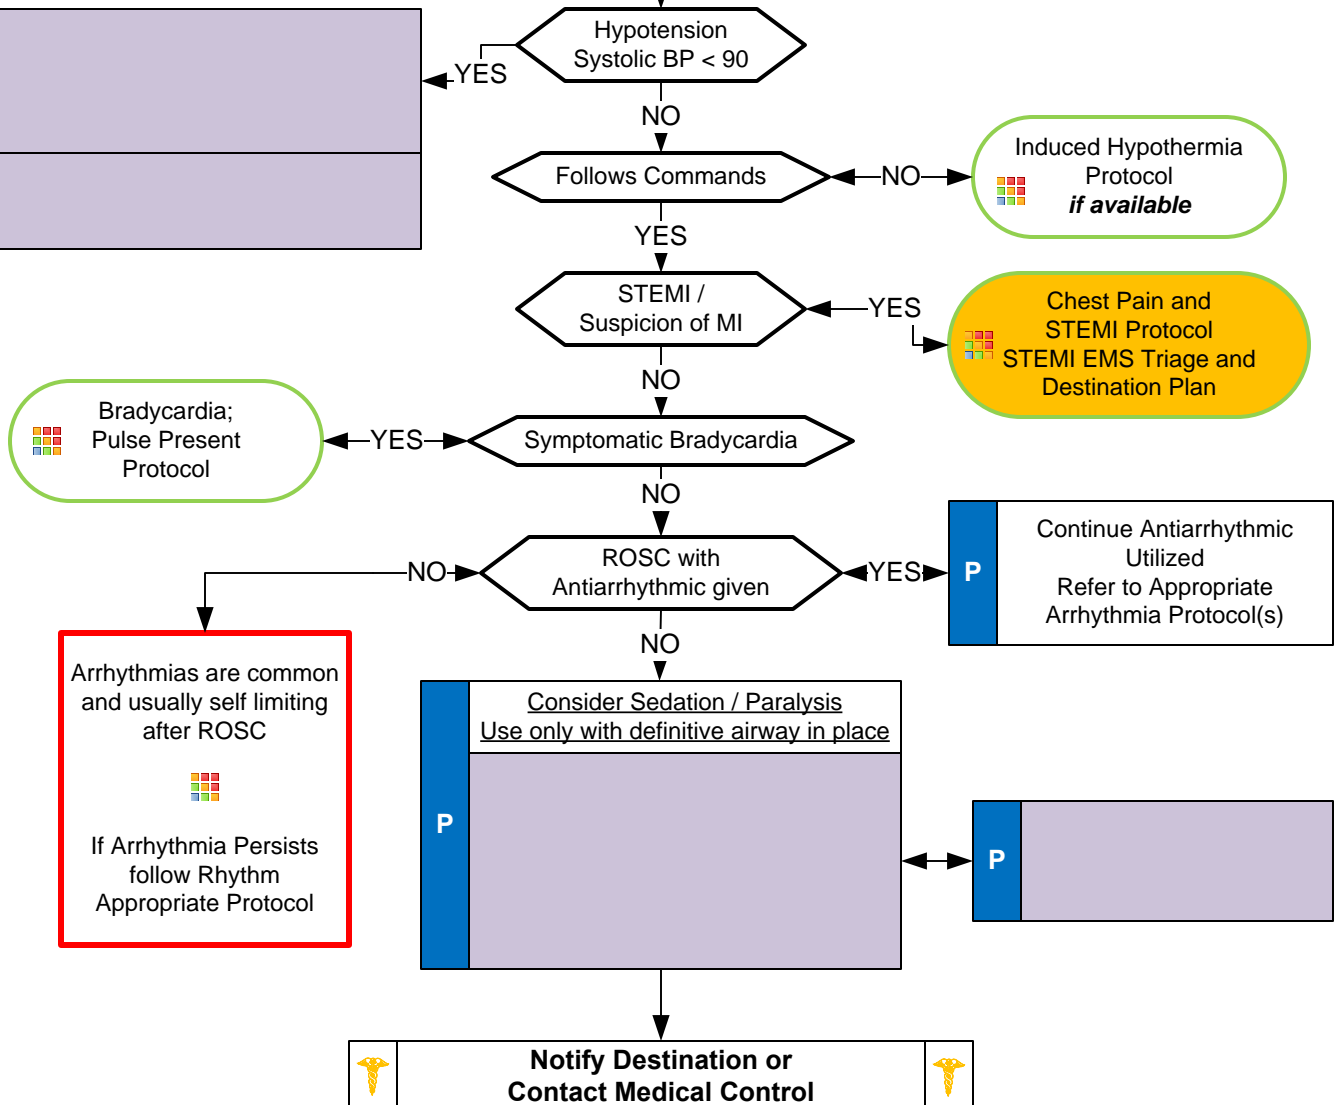 Hypotension
Systolic BP < 90
YES
NO
Follows Commands
NO
Induced Hypothermia
Protocol
if available
YES
STEMI /
Suspicion of MI
YES
Chest Pain and
STEMI Protocol
STEMI EMS Triage and
Destination Plan
NO
Bradycardia;
Pulse Present
Protocol
YES
Symptomatic Bradycardia
NO
ROSC with
Antiarrhythmic given
NO
YES
P
Continue Antiarrhythmic
Utilized
Refer to Appropriate
Arrhythmia Protocol(s)
NO
Arrhythmias are common
and usually self limiting
after ROSC
If Arrhythmia Persists
follow Rhythm
Appropriate Protocol
P
Consider Sedation / Paralysis
Use only with definitive airway in place
P
Notify Destination or
Contact Medical Control